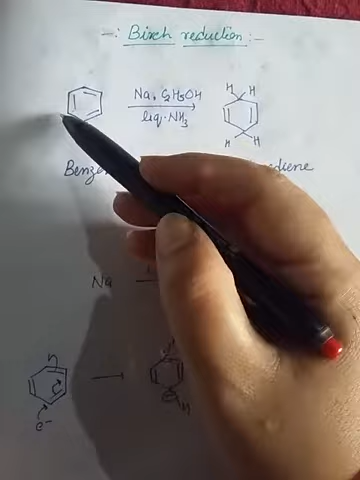 -: Birch reduction :-
Na. C2H5OH
liq. NH3
H H
H H
Na
H
e-
H